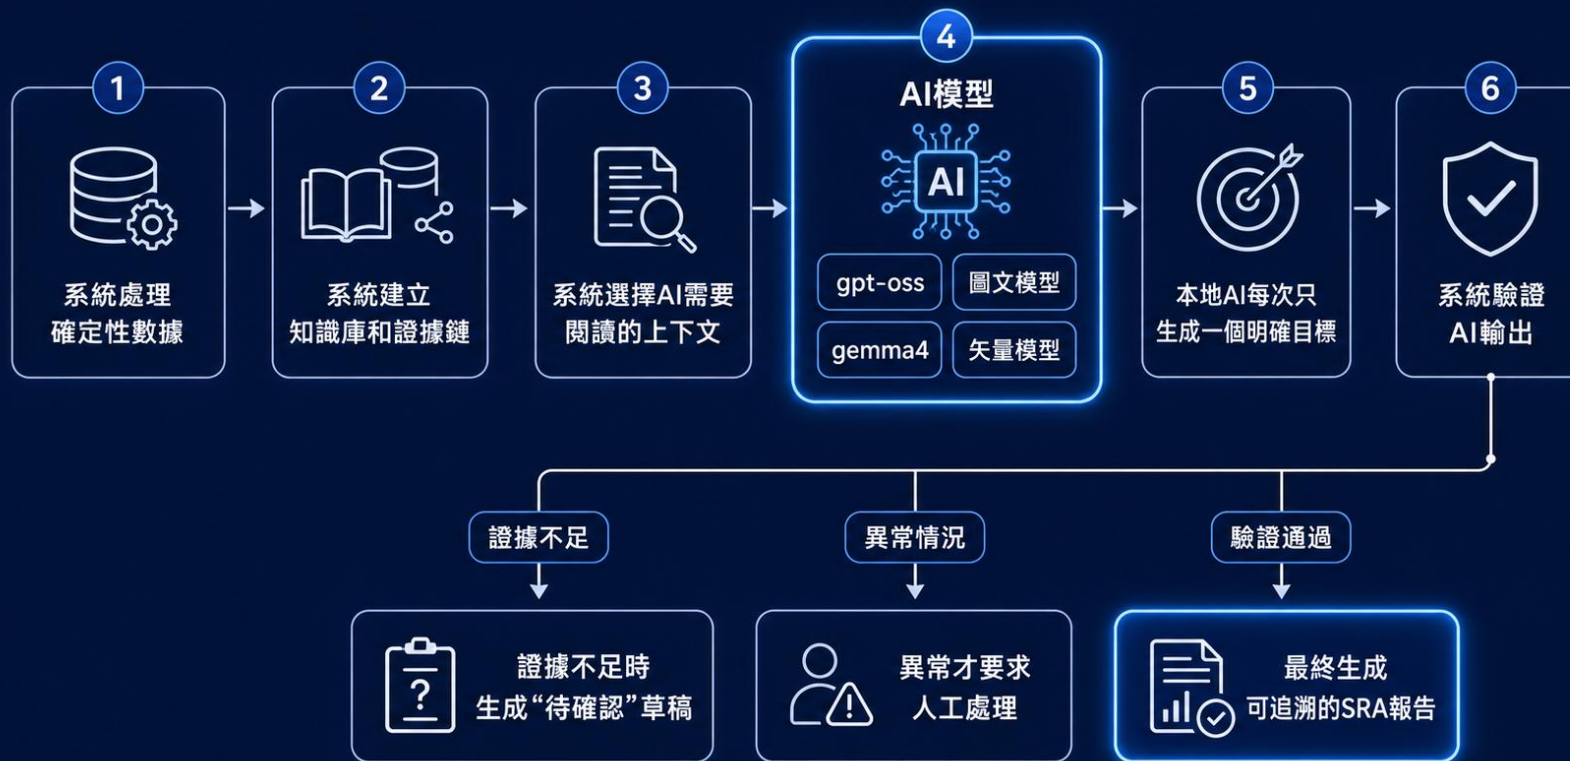 1
系統處理
確定性數據
2
系統建立
知識庫和證據鏈
3
系統選擇AI需要
閱讀的上下文
4
AI模型
AI
gpt-oss
圖文模型
gemma4
矢量模型
5
本地AI每次只
生成一個明確目標
6
系統驗證
AI輸出
證據不足
異常情況
驗證通過
?
證據不足時
生成“待確認”草稿
異常才要求
人工處理
最終生成
可追溯的SRA報告